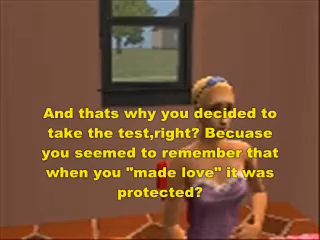 And thats why you decided to
take the test,right? Becuase
you seemed to remember that
when you "made love" it was
protected?